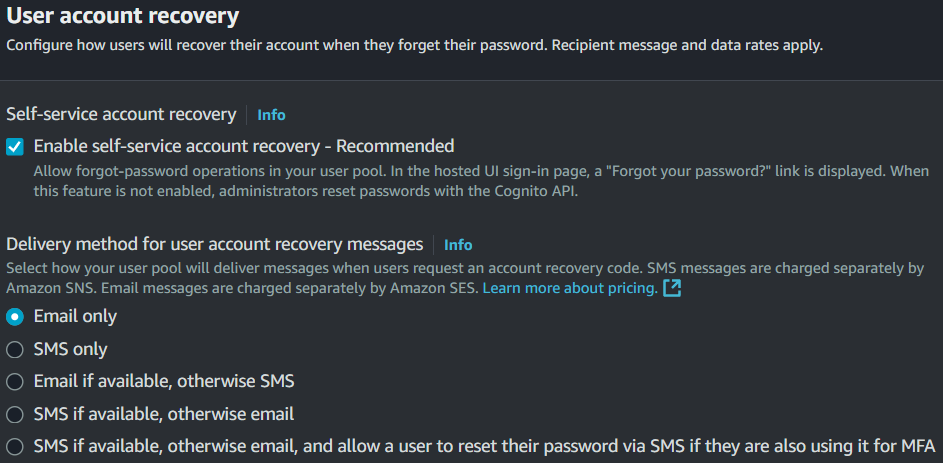 User account recovery
Configure how users will recover their account when they forget their password. Recipient message and data rates apply.
Self-service account recovery Info
Enable self-service account recovery - Recommended
Allow forgot-password operations in your user pool. In the hosted UI sign-in page, a "Forgot your password?" link is displayed. When
this feature is not enabled, administrators reset passwords with the Cognito API.
Delivery method for user account recovery messages Info
Select how your user pool will deliver messages when users request an account recovery code. SMS messages are charged separately by
Amazon SNS. Email messages are charged separately by Amazon SES. Learn more about pricing.
Email only
SMS only
Email if available, otherwise SMS
SMS if available, otherwise email
SMS if available, otherwise email, and allow a user to reset their password via SMS if they are also using it for MFA